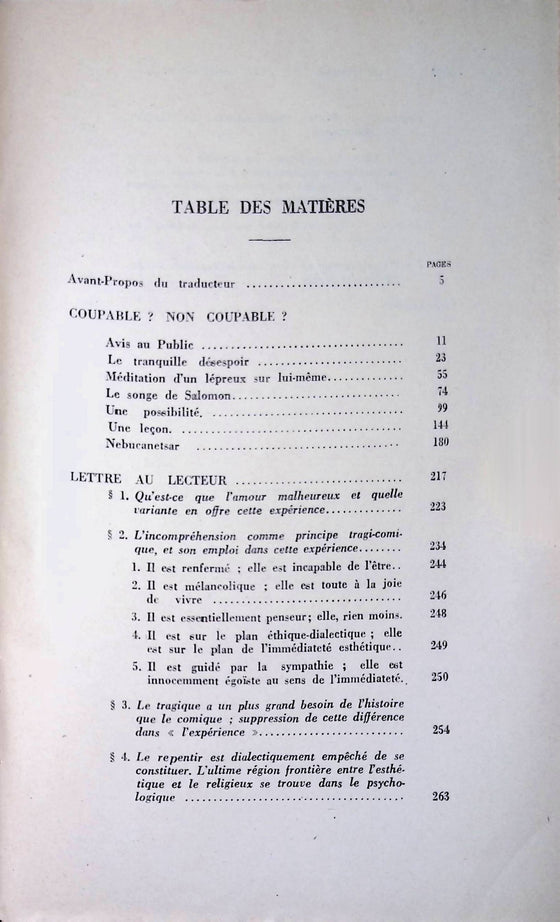 TABLE DES MATIÈRES
PAGES
Avant-Propos du traducteur ........................... 5
COUPABLE ? NON COUPABLE ?
Avis au Public ................................... 11
Le tranquille désespoir ......................... 23
Méditation d'un lépreux sur lui-même............. 55
Le songe de Salomon............................. 74
Une possibilité. ................................. 99
Une leçon. ...................................... 144
Nebucanetsar ................................... 180
LETTRE AU LECTEUR ............................. 217
§ 1. Qu'est-ce que l'amour malheureux et quelle
variante en offre cette expérience............. 223
§ 2. L'incompréhension comme principe tragi-comi-
que, et son emploi dans cette expérience........ 234
1. Il est renfermé ; elle est incapable de l'être.. 244
2. Il est mélancolique ; elle est toute à la joie
de vivre ................................. 246
3. Il est essentiellement penseur; elle, rien moins. 248
4. Il est sur le plan éthique-dialectique ; elle
est sur le plan de l'immédiateté esthétique.. 249
5. Il est guidé par la sympathie ; elle est
innocemment égoïste au sens de l'immédiateté.. 250
§ 3. Le tragique a un plus grand besoin de l'histoire
que le comique ; suppression de cette différence
dans « l'expérience »......................... 254
§ 4. Le repentir est dialectiquement empêché de se
constituer. L'ultime région frontière entre l'esthé-
tique et le religieux se trouve dans le psycho-
logique ...................................... 263